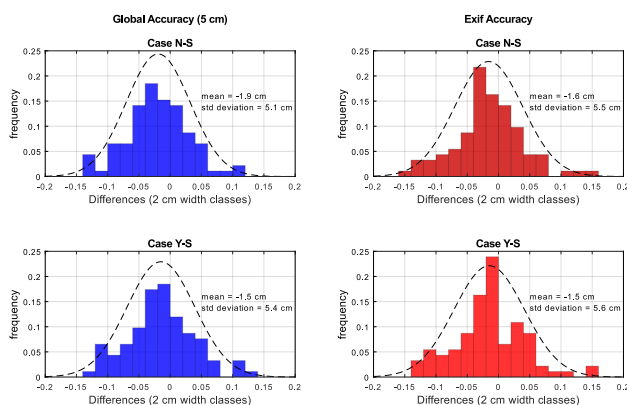 Global Accuracy (5 cm)
Exif Accuracy
Case N-S
frequency
0.25
0.2
0.15
0.1
0.05
0
mean = -1.9 cm
std deviation = 5.1 cm
-0.2 -0.15 -0.1 -0.05 0 0.05 0.1 0.15 0.2
Differences (2 cm width classes)
Case N-S
frequency
0.25
0.2
0.15
0.1
0.05
0
mean = -1.6 cm
std deviation = 5.5 cm
-0.2 -0.15 -0.1 -0.05 0 0.05 0.1 0.15 0.2
Differences (2 cm width classes)
Case Y-S
frequency
0.25
0.2
0.15
0.1
0.05
0
mean = -1.5 cm
std deviation = 5.4 cm
-0.2 -0.15 -0.1 -0.05 0 0.05 0.1 0.15 0.2
Differences (2 cm width classes)
Case Y-S
frequency
0.25
0.2
0.15
0.1
0.05
0
mean = -1.5 cm
std deviation = 5.6 cm
-0.2 -0.15 -0.1 -0.05 0 0.05 0.1 0.15 0.2
Differences (2 cm width classes)